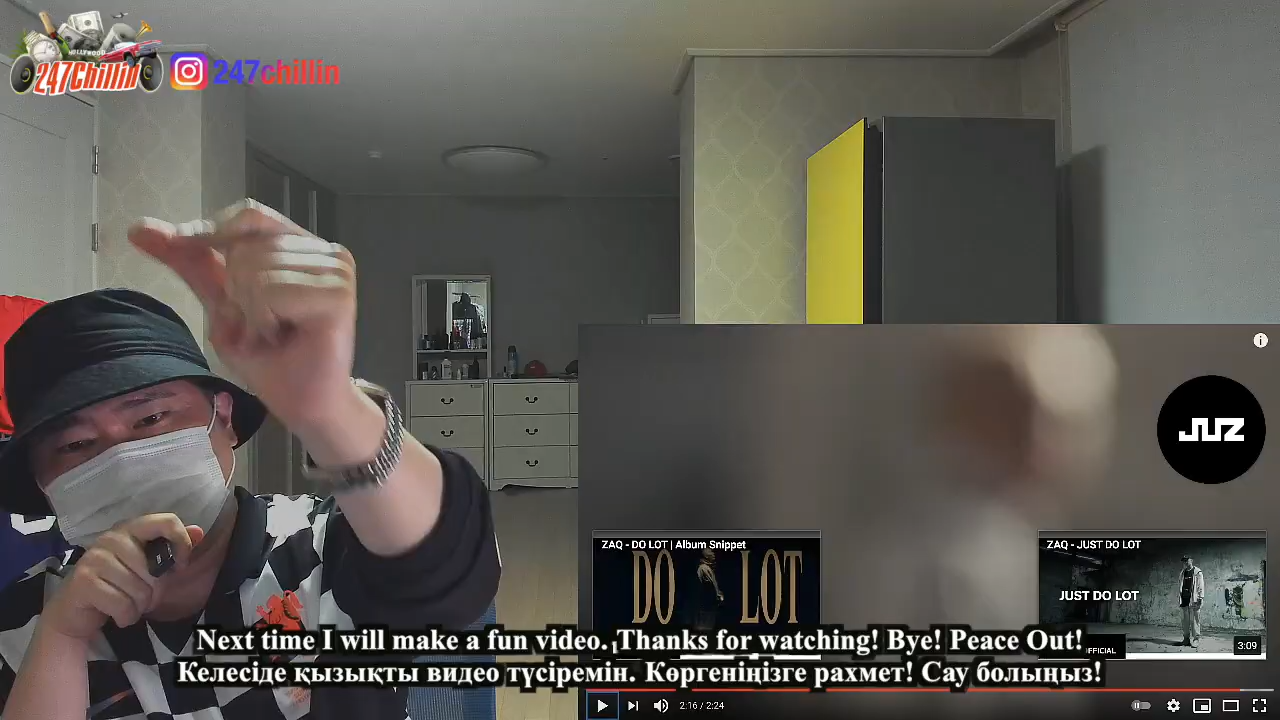 HOLLYWOOD
247Chillin
247chillin
JUZ
ZAQ - DO LOT | Album Snippet
DO LOT
ZAQ - JUST DO LOT
JUST DO LOT
3:09
Next time I will make a fun video. Thanks for watching! Bye! Peace Out!
Келесіде қызықты видео түсіремін. Көргеніңізге рахмет! Сау болыңыз!
2:16 / 2:24